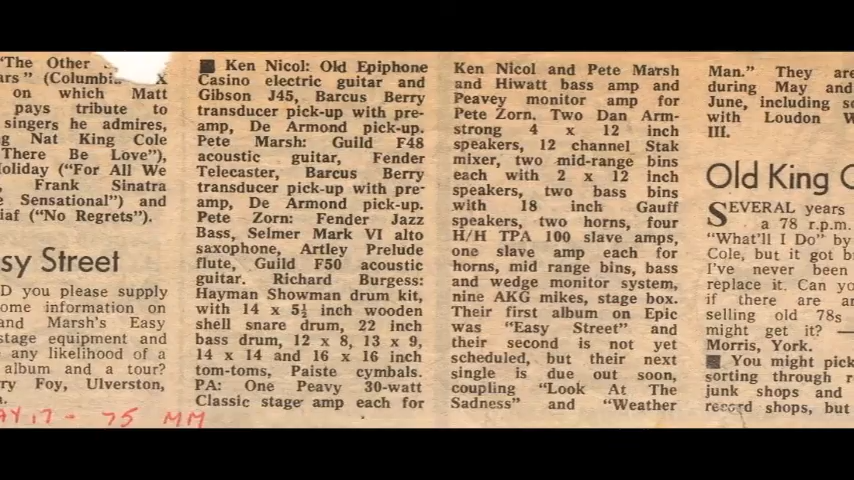 "The Other
ars" (Columbia X
on which Matt
pays tribute to
singers he admires,
g Nat King Cole
There Be Love"),
oliday ("For All We
Frank Sinatra
e Sensational") and
iaf ("No Regrets").
sy Street
D you please supply
ome information on
and Marsh's Easy
stage equipment and
any likelihood of a
album and a tour?
ry Foy, Ulverston,
a.
AY 17 - 75 MM
■ Ken Nicol: Old Epiphone
Casino electric guitar and
Gibson J45, Barcus Berry
transducer pick-up with pre-
amp, De Armond pick-up.
Pete Marsh: Guild F48
acoustic guitar, Fender
Telecaster, Barcus Berry
transducer pick-up with pre-
amp, De Armond pick-up.
Pete Zorn: Fender Jazz
Bass, Selmer Mark VI alto
saxophone, Artley Prelude
flute, Guild F50 acoustic
guitar. Richard Burgess:
Hayman Showman drum kit,
with 14 x 5½ inch wooden
shell snare drum, 22 inch
bass drum, 12 x 8, 13 x 9,
14 x 14 and 16 x 16 inch
tom-toms, Paiste cymbals.
PA: One Peavy 30-watt
Classic stage amp each for
Ken Nicol and Pete Marsh
and Hiwatt bass amp and
Peavey monitor amp for
Pete Zorn. Two Dan Arm-
strong 4 x 12 inch
speakers, 12 channel Stak
mixer, two mid-range bins
each with 2 x 12 inch
speakers, two bass bins
with 18 inch Gauff
speakers, two horns, four
H/H TPA 100 slave amps,
one slave amp each for
horns, mid range bins, bass
and wedge monitor system,
nine AKG mikes, stage box.
Their first album on Epic
was "Easy Street" and
their second is not yet
scheduled, but their next
single is due out soon,
coupling "Look At The
Sadness" and "Weather
Man." They are
during May and
June, including so
with Loudon W
III.
Old King C
SEVERAL years
a 78 r.p.m.
"What'll I Do" by
Cole, but it got b
I've never been
replace it. Can yo
if there are an
selling old 78s
might get it? —
Morris, York.
■ You might pick
sorting through r
junk shops and
record shops, but